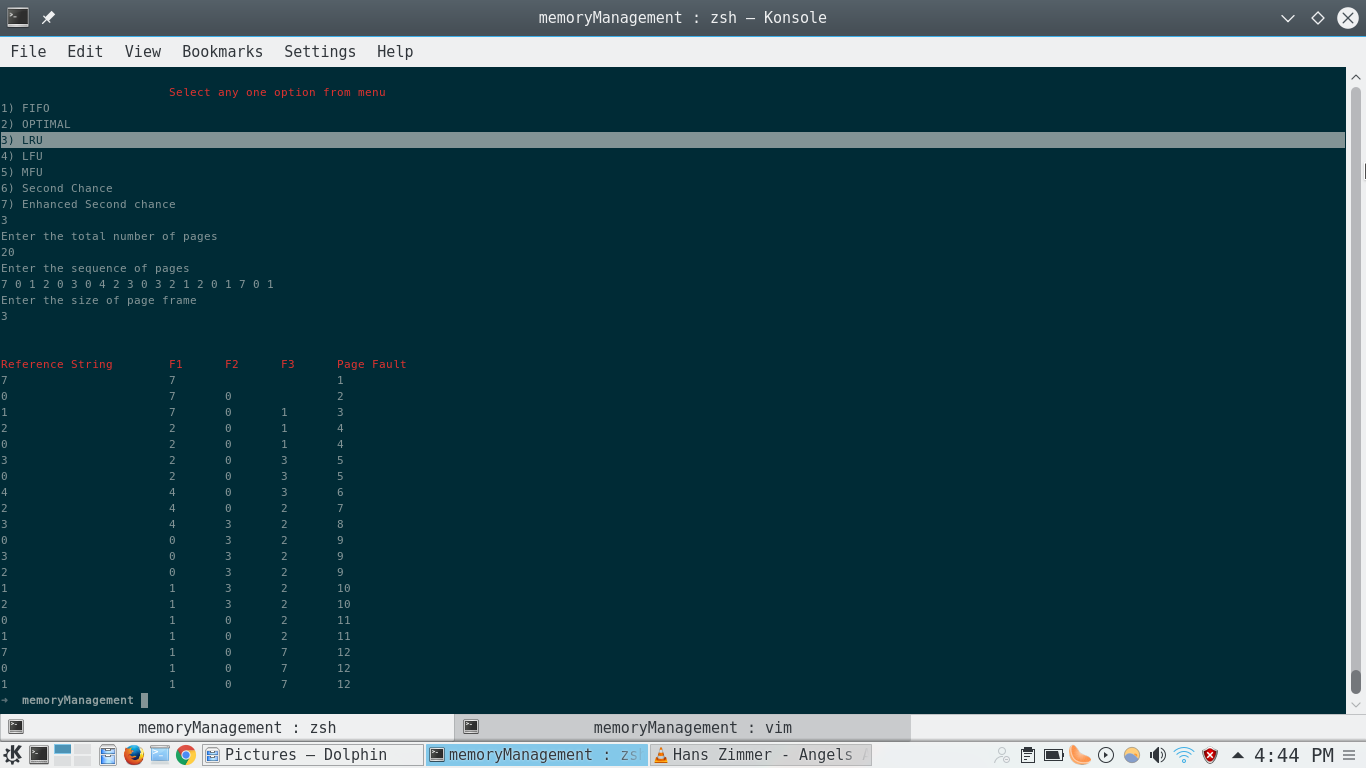 memoryManagement : zsh — Konsole
File Edit View Bookmarks Settings Help
Select any one option from menu
1) FIFO
2) OPTIMAL
3) LRU
4) LFU
5) MFU
6) Second Chance
7) Enhanced Second chance
3
Enter the total number of pages
20
Enter the sequence of pages
7 0 1 2 0 3 0 4 2 3 0 3 2 1 2 0 1 7 0 1
Enter the size of page frame
3
Reference String F1 F2 F3 Page Fault
7 7 1
0 7 0 2
1 7 0 1 3
2 2 0 1 4
0 2 0 1 4
3 2 0 3 5
0 2 0 3 5
4 4 0 3 6
2 4 0 2 7
3 4 3 2 8
0 0 3 2 9
3 0 3 2 9
2 0 3 2 9
1 1 3 2 10
2 1 3 2 10
0 1 0 2 11
1 1 0 2 11
7 1 0 7 12
0 1 0 7 12
1 1 0 7 12
→ memoryManagement
memoryManagement : zsh memoryManagement : vim
Pictures — Dolphin memoryManagement : zs Hans Zimmer - Angels 4:44 PM